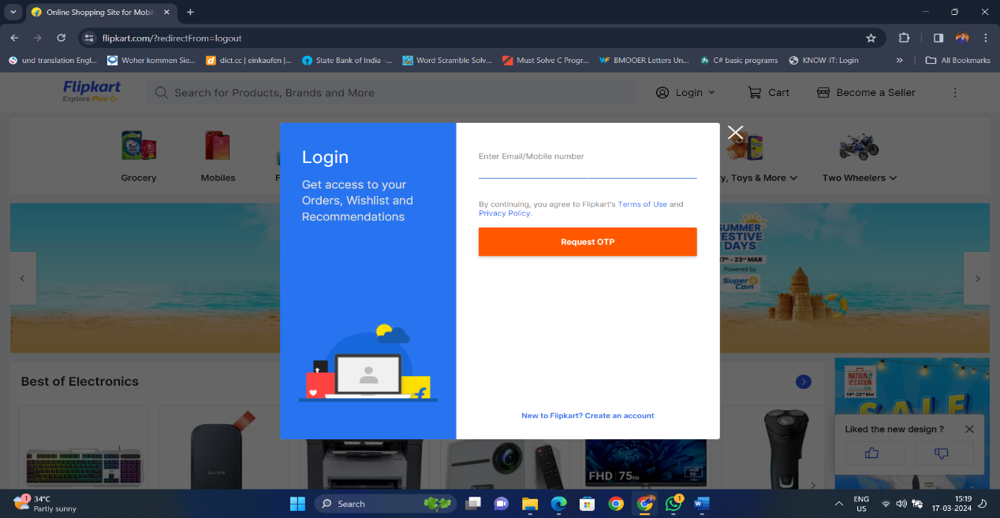 Online Shopping Site for Mobil
flipkart.com/?redirectFrom=logout
und translation Engl...
Woher kommen Sie...
dict.cc | einkaufen |...
State Bank of India -...
Word Scramble Solv...
Must Solve C Progr...
BMOOER Letters Un...
C# basic programs
KNOW-IT: Login
»
All Bookmarks
Flipkart
Explore Plus
Search for Products, Brands and More
Login
Cart
Become a Seller
Grocery
Mobiles
F
y, Toys & More
Two Wheelers
Login
Get access to your
Orders, Wishlist and
Recommendations
Enter Email/Mobile number
By continuing, you agree to Flipkart's Terms of Use and
Privacy Policy.
Request OTP
New to Flipkart? Create an account
SUMMER
FESTIVE
DAYS
17th - 23rd MAR
Powered by
Super
Coin
Best of Electronics
NATION
VACATION
14th-22nd Mar
SALE
Liked the new design ?
SanDisk
FHD | 75Hz
99%
1
34°C
Partly sunny
Search
1
W
ENG
US
15:19
17-03-2024